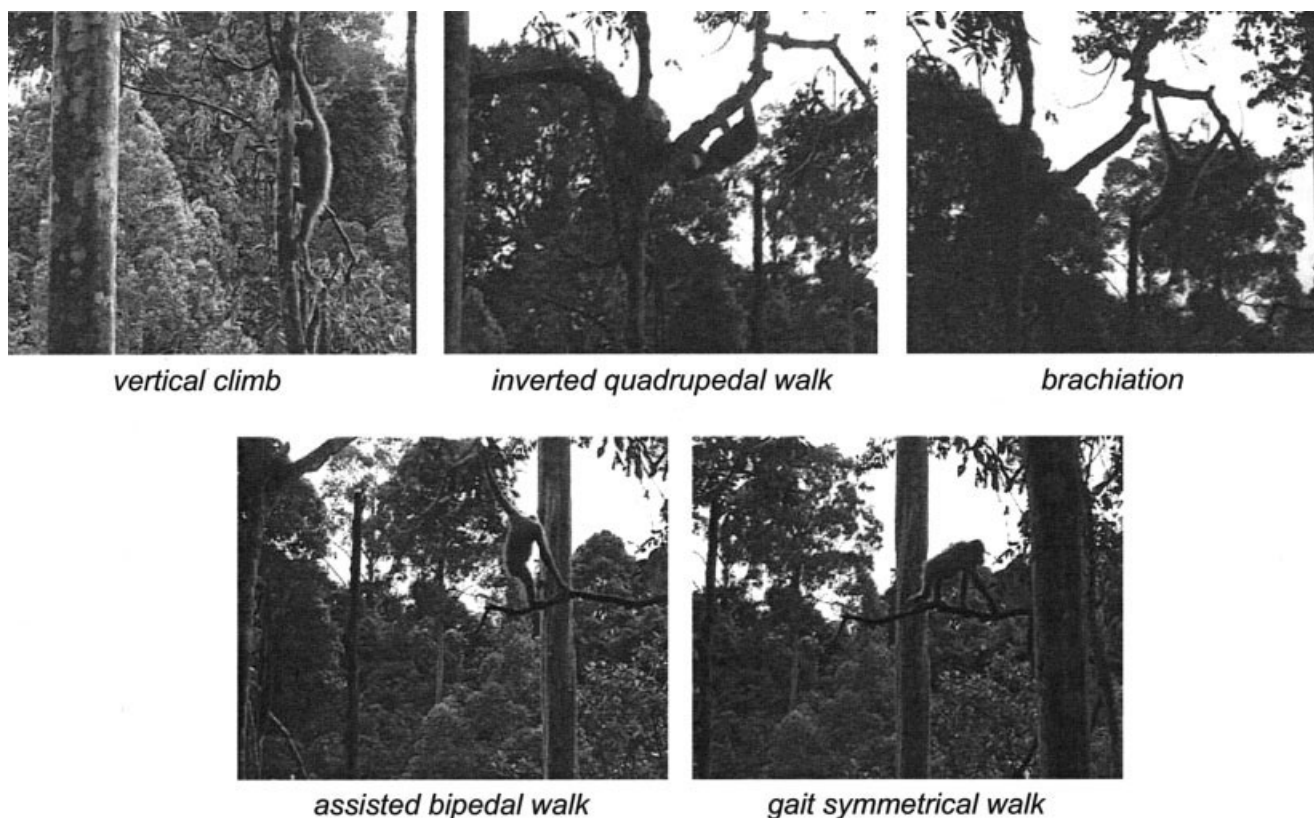 vertical climb
inverted quadrupedal walk
brachiation
assisted bipedal walk
gait symmetrical walk